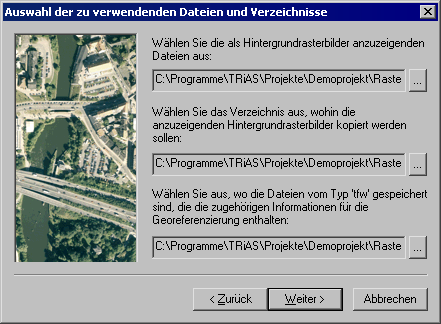 Auswahl der zu verwendenden Dateien und Verzeichnisse
Wählen Sie die als Hintergrundrasterbilder anzuzeigenden
Dateien aus:
C:\Programme\TRiAS\Projekte\Demoprojekt\Raste
...
Wählen Sie das Verzeichnis aus, wohin die
anzuzeigenden Hintergrundrasterbilder kopiert werden
sollen:
C:\Programme\TRiAS\Projekte\Demoprojekt\Raste
...
Wählen Sie aus, wo die Dateien vom Typ 'tfw' gespeichert
sind, die die zugehörigen Informationen für die
Georeferenzierung enthalten:
C:\Programme\TRiAS\Projekte\Demoprojekt\Raste
...
< Zurück
Weiter >
Abbrechen